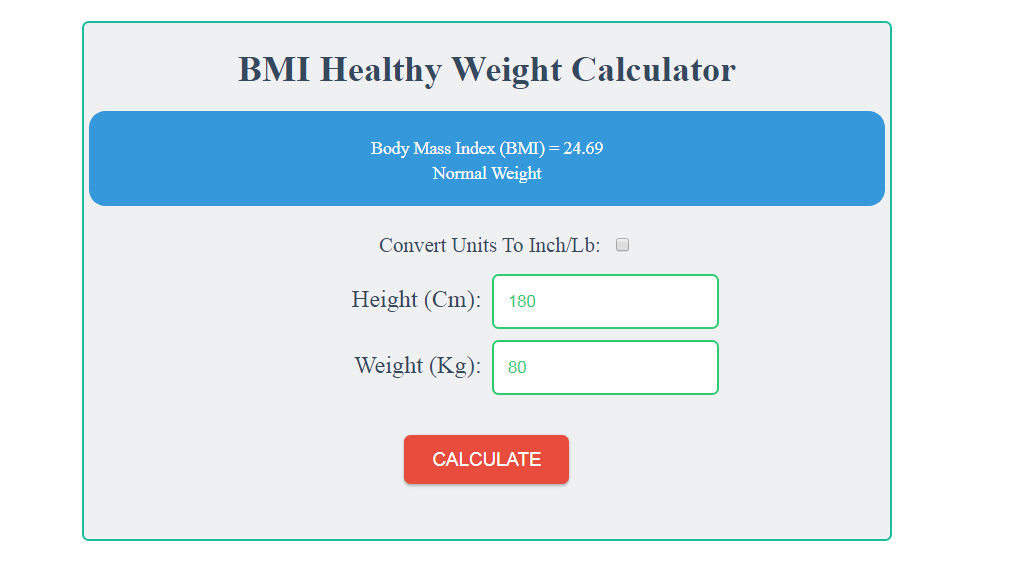 BMI Healthy Weight Calculator
Body Mass Index (BMI) = 24.69
Normal Weight
Convert Units To Inch/Lb:
Height (Cm): 180
Weight (Kg): 80
CALCULATE